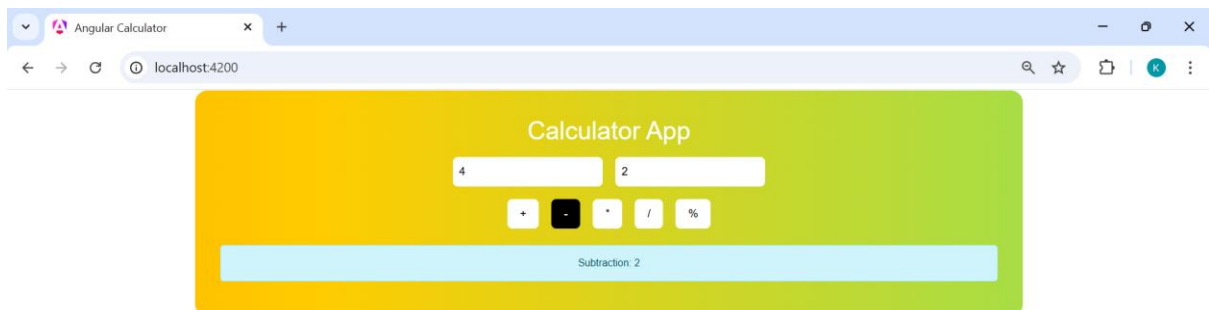 Angular Calculator
localhost:4200
K
Calculator App
4 2
+ - * / %
Subtraction: 2